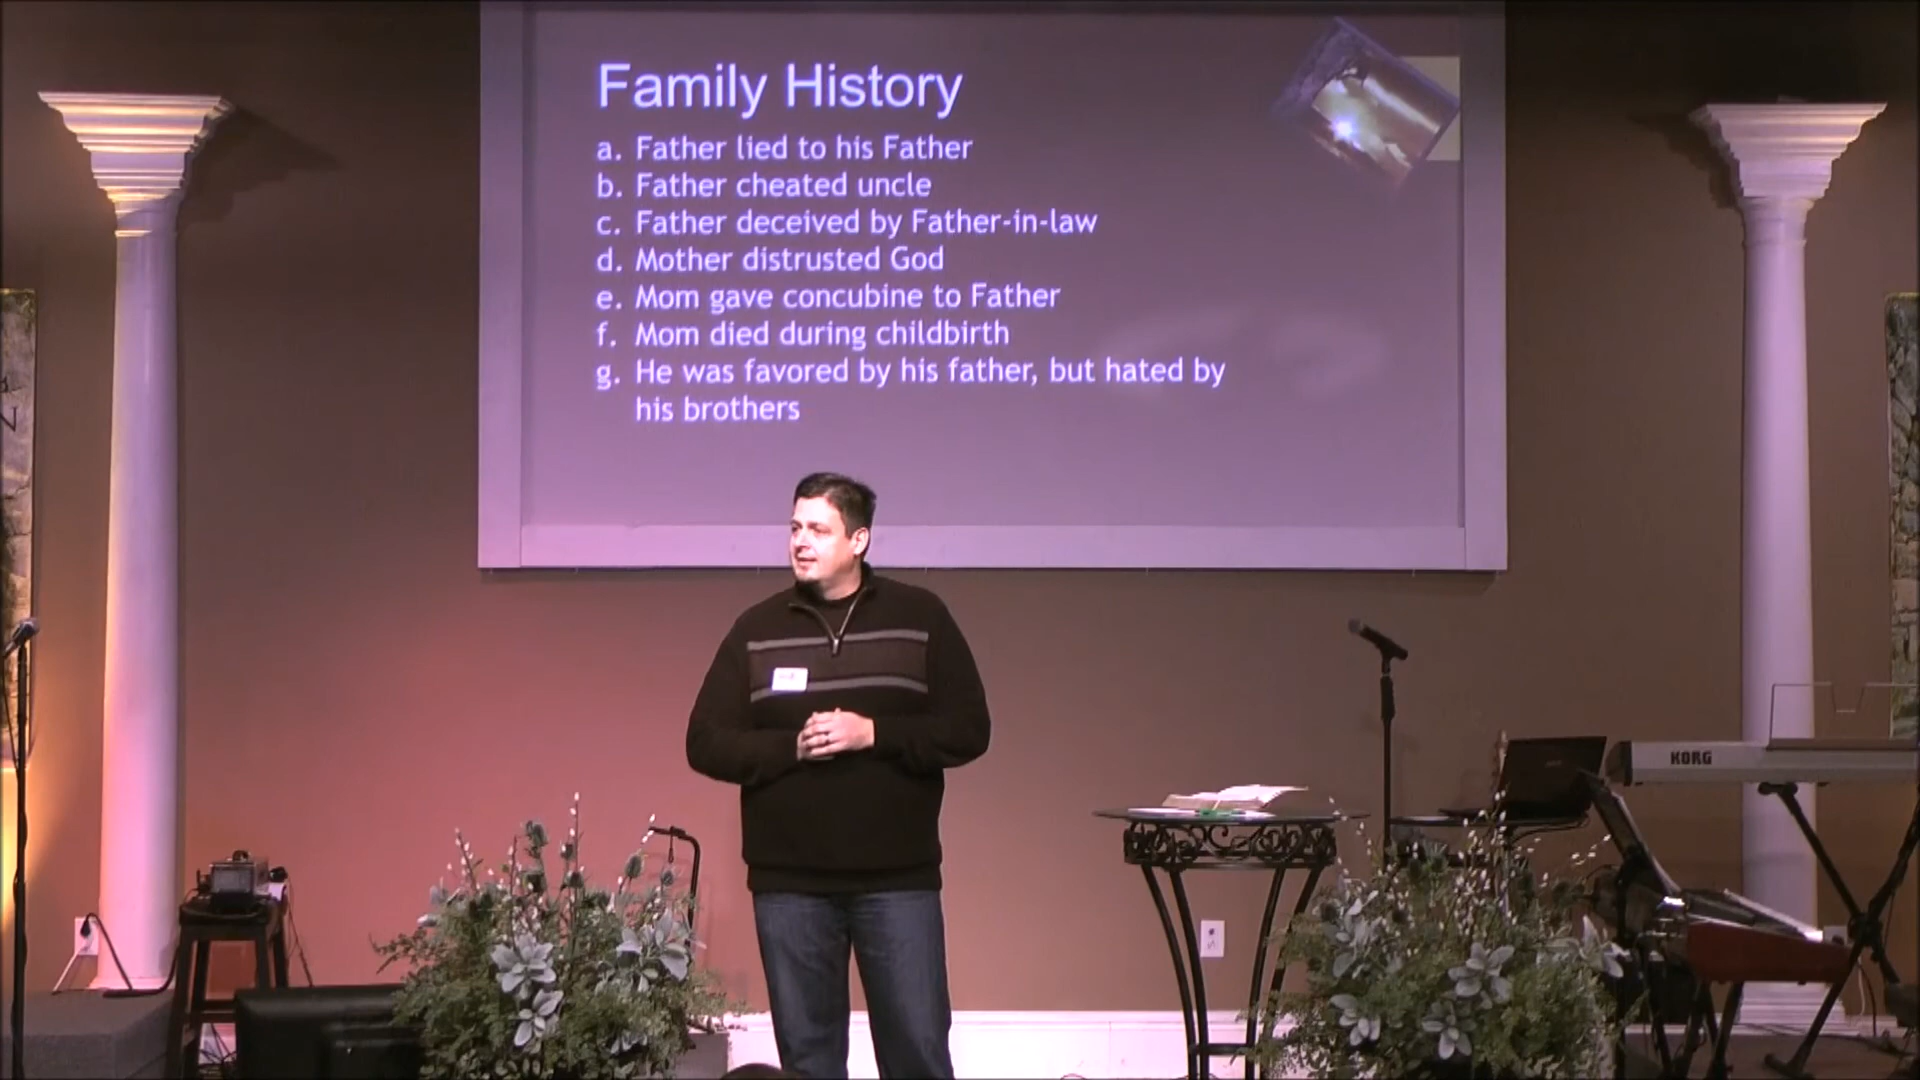 Family History
a. Father lied to his Father
b. Father cheated uncle
c. Father deceived by Father-in-law
d. Mother distrusted God
e. Mom gave concubine to Father
f. Mom died during childbirth
g. He was favored by his father, but hated by
his brothers
KORG